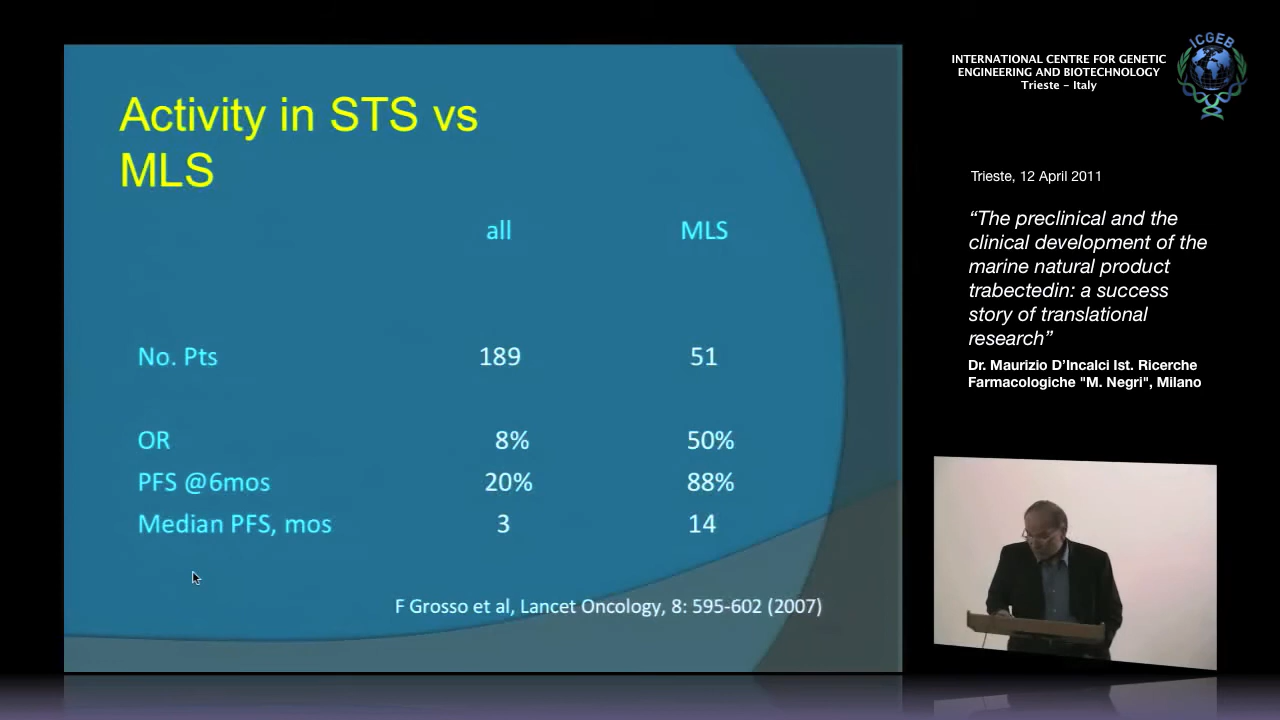 Activity in STS vs
MLS
all MLS
No. Pts 189 51
OR 8% 50%
PFS @6mos 20% 88%
Median PFS, mos 3 14
F Grosso et al, Lancet Oncology, 8: 595-602 (2007)
INTERNATIONAL CENTRE FOR GENETIC
ENGINEERING AND BIOTECHNOLOGY
Trieste - Italy
ICGEB
Trieste, 12 April 2011
“The preclinical and the
clinical development of the
marine natural product
trabectedin: a success
story of translational
research”
Dr. Maurizio D’Incalci Ist. Ricerche
Farmacologiche "M. Negri", Milano